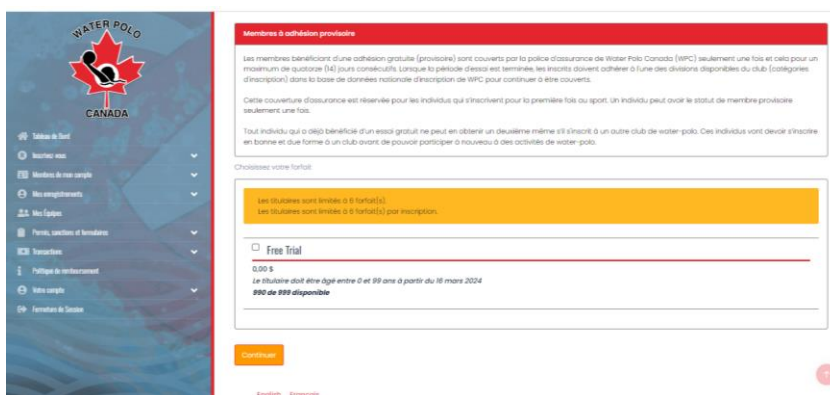 WATER POLO
CANADA
Tableau de Bord
Inscrivez-vous
Membres de mon compte
Mes enregistrements
Mes Équipes
Permis, sanctions et formulaires
Transactions
Politique de remboursement
Votre compte
Fermeture de Session
Membres à adhésion provisoire
Les membres bénéficiant d'une adhésion gratuite (provisoire) sont couverts par la police d'assurance de Water Polo Canada (WPC) seulement une fois et cela pour un
maximum de quatorze (14) jours consécutifs. Lorsque la période d'essai est terminée, les inscrits doivent adhérer à l'une des divisions disponibles du club (catégories
d'inscription) dans la base de données nationale d'inscription de WPC pour continuer à être couverts.
Cette couverture d'assurance est réservée pour les individus qui s'inscrivent pour la première fois au sport. Un individu peut avoir le statut de membre provisoire
seulement une fois.
Tout individu qui a déjà bénéficié d'un essai gratuit ne peut en obtenir un deuxième même s'il s'inscrit à un autre club de water-polo. Ces individus vont devoir s'inscrire
en bonne et due forme à un club avant de pouvoir participer à nouveau à des activités de water-polo.
Choisissez votre forfait
Les titulaires sont limités à 6 forfait(s).
Les titulaires sont limités à 6 forfait(s) par inscription.
Free Trial
0,00 $
Le titulaire doit être âgé entre 0 et 99 ans à partir du 16 mars 2024
990 de 999 disponible
Continuer
English Français